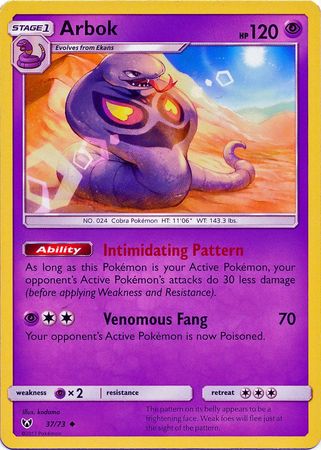 STAGE 1 Arbok HP 120
Evolves from Ekans
NO. 024 Cobra Pokémon HT: 11'06" WT: 143.3 lbs.
Ability Intimidating Pattern
As long as this Pokémon is your Active Pokémon, your
opponent's Active Pokémon's attacks do 30 less damage
(before applying Weakness and Resistance).
Venomous Fang 70
Your opponent's Active Pokémon is now Poisoned.
weakness ×2 resistance retreat
Illus. kodama
37/73
©2017 Pokémon
The pattern on its belly appears to be a
frightening face. Weak foes will flee just at
the sight of the pattern.